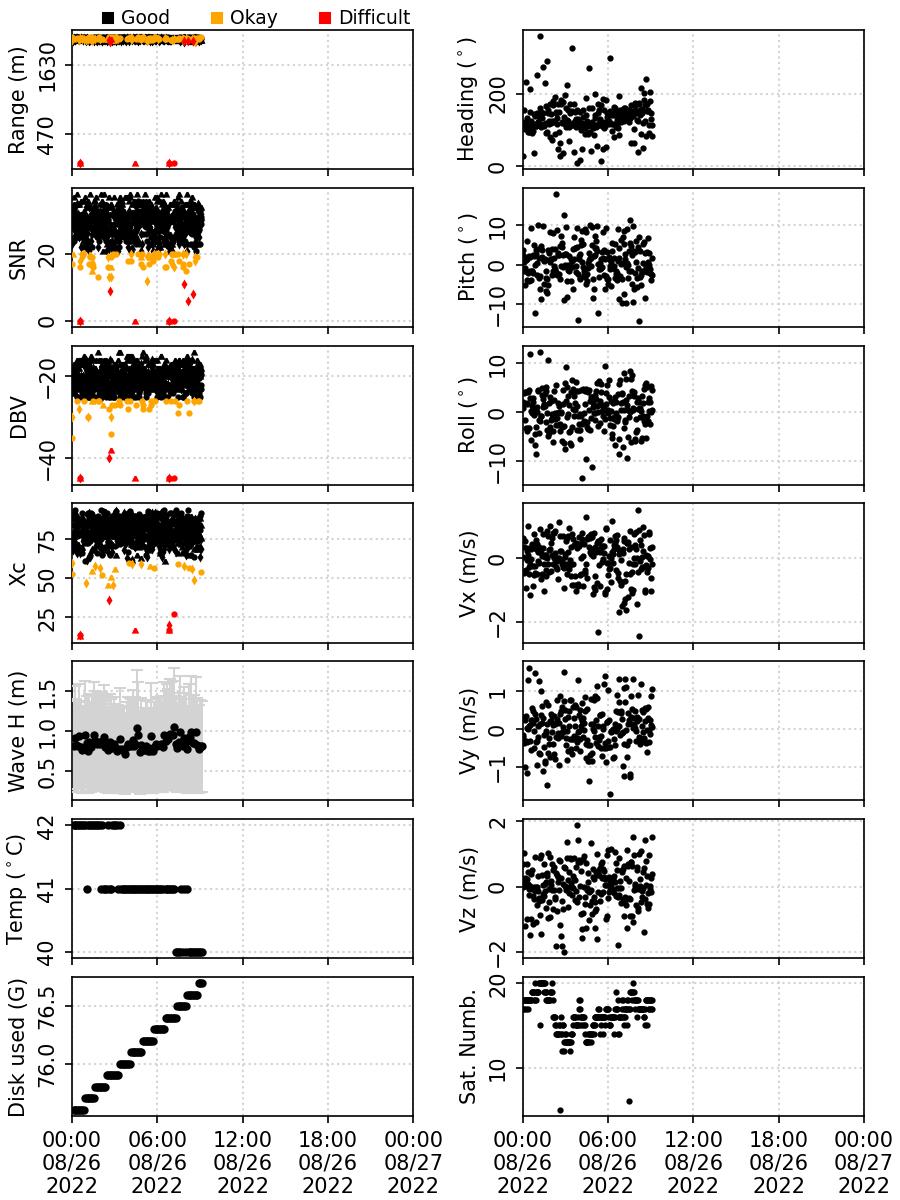 Good Okay Difficult
Range (m)
1630
470
Heading (°)
200
0
SNR
20
0
Pitch (°)
10
0
−10
DBV
−20
−40
Roll (°)
10
0
−10
Xc
75
50
25
Vx (m/s)
0
−2
Wave H (m)
1.5
1.0
0.5
Vy (m/s)
1
0
−1
Temp (°C)
42
41
40
Vz (m/s)
2
0
−2
Disk used (G)
76.5
76.0
Sat. Numb.
20
10
00:00 06:00 12:00 18:00 00:00
08/26 08/26 08/26 08/26 08/27
2022 2022 2022 2022 2022
00:00 06:00 12:00 18:00 00:00
08/26 08/26 08/26 08/26 08/27
2022 2022 2022 2022 2022